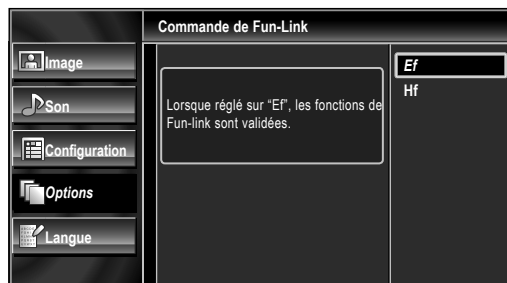 Commande de Fun-Link
Image
Son
Configuration
Options
Langue
Lorsque réglé sur “Ef”, les fonctions de
Fun-link sont validées.
Ef
Hf